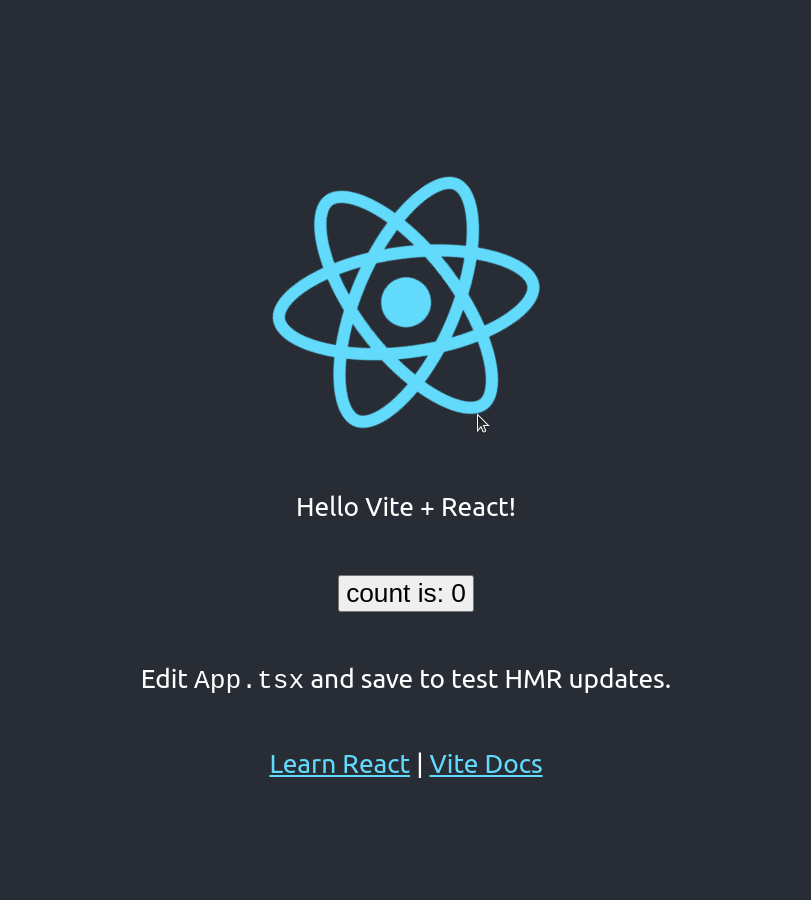 Hello Vite + React!
count is: 0
Edit App.tsx and save to test HMR updates.
Learn React | Vite Docs